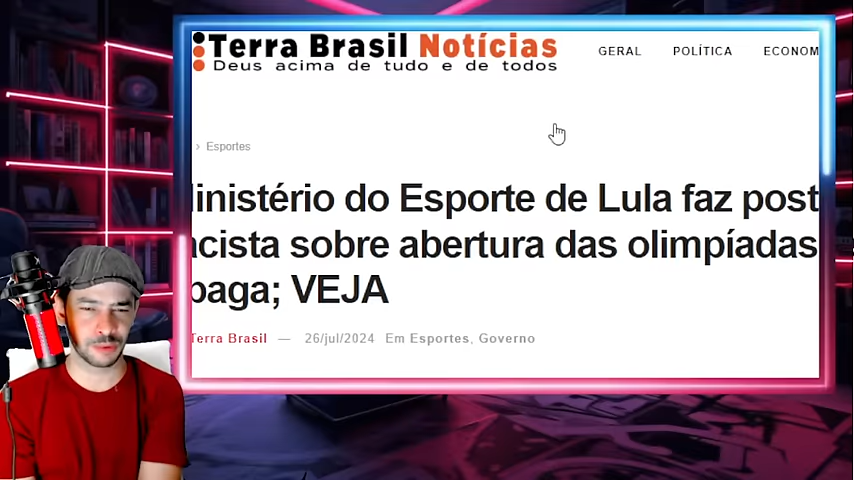 Terra Brasil Notícias
Deus acima de tudo e de todos
GERAL POLÍTICA ECONOM
› Esportes
inistério do Esporte de Lula faz post
acista sobre abertura das olimpíadas
paga; VEJA
Terra Brasil — 26/jul/2024 Em Esportes, Governo